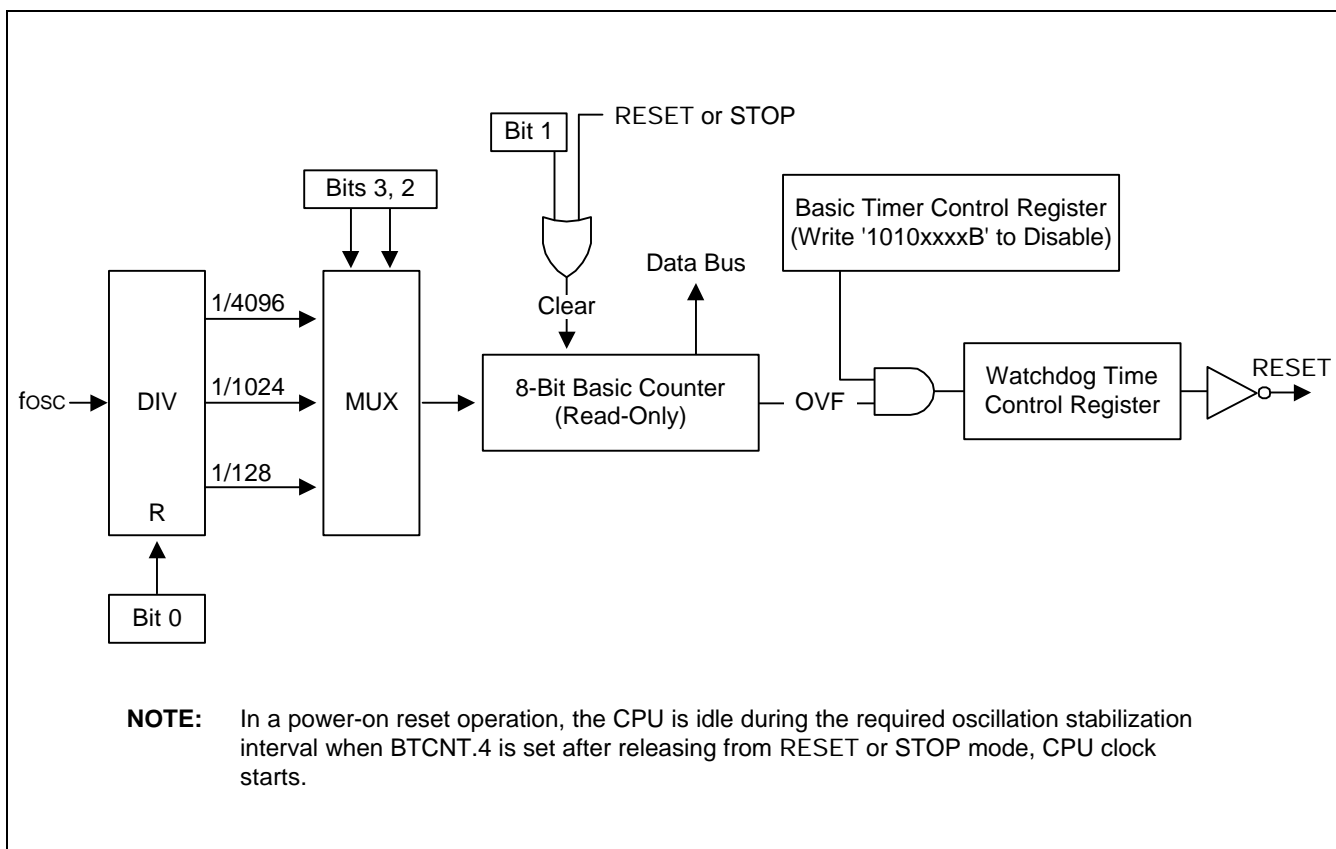 Bit 1
RESET or STOP
Bits 3, 2
Basic Timer Control Register
(Write '1010xxxxB' to Disable)
Data Bus
1/4096
Clear
fOSC
DIV
1/1024
MUX
8-Bit Basic Counter
(Read-Only)
OVF
Watchdog Time
Control Register
RESET
1/128
R
Bit 0
NOTE: In a power-on reset operation, the CPU is idle during the required oscillation stabilization
interval when BTCNT.4 is set after releasing from RESET or STOP mode, CPU clock
starts.